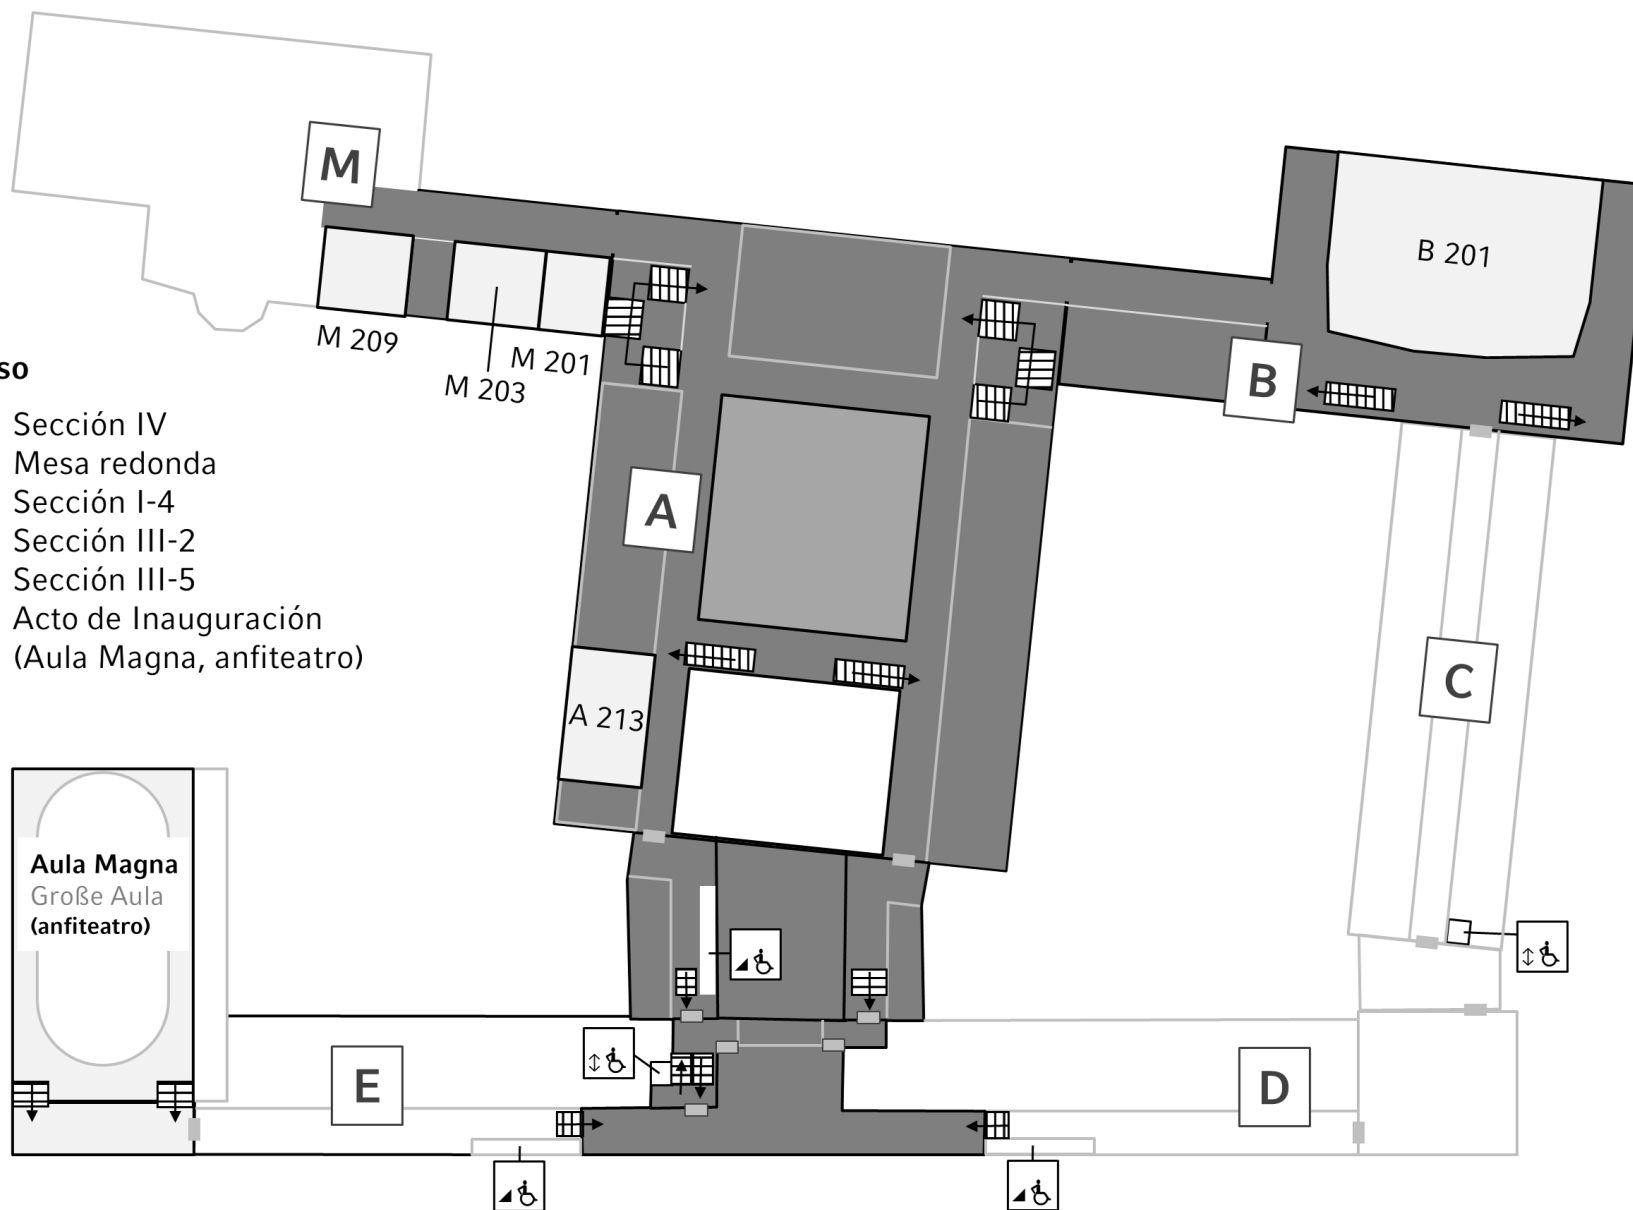 M
B 201
M 209
M 201
M 203
so
B
Sección IV
Mesa redonda
Sección I-4
Sección III-2
Sección III-5
Acto de Inauguración
(Aula Magna, anfiteatro)
A
C
A 213
Aula Magna
Große Aula
(anfiteatro)
E
D